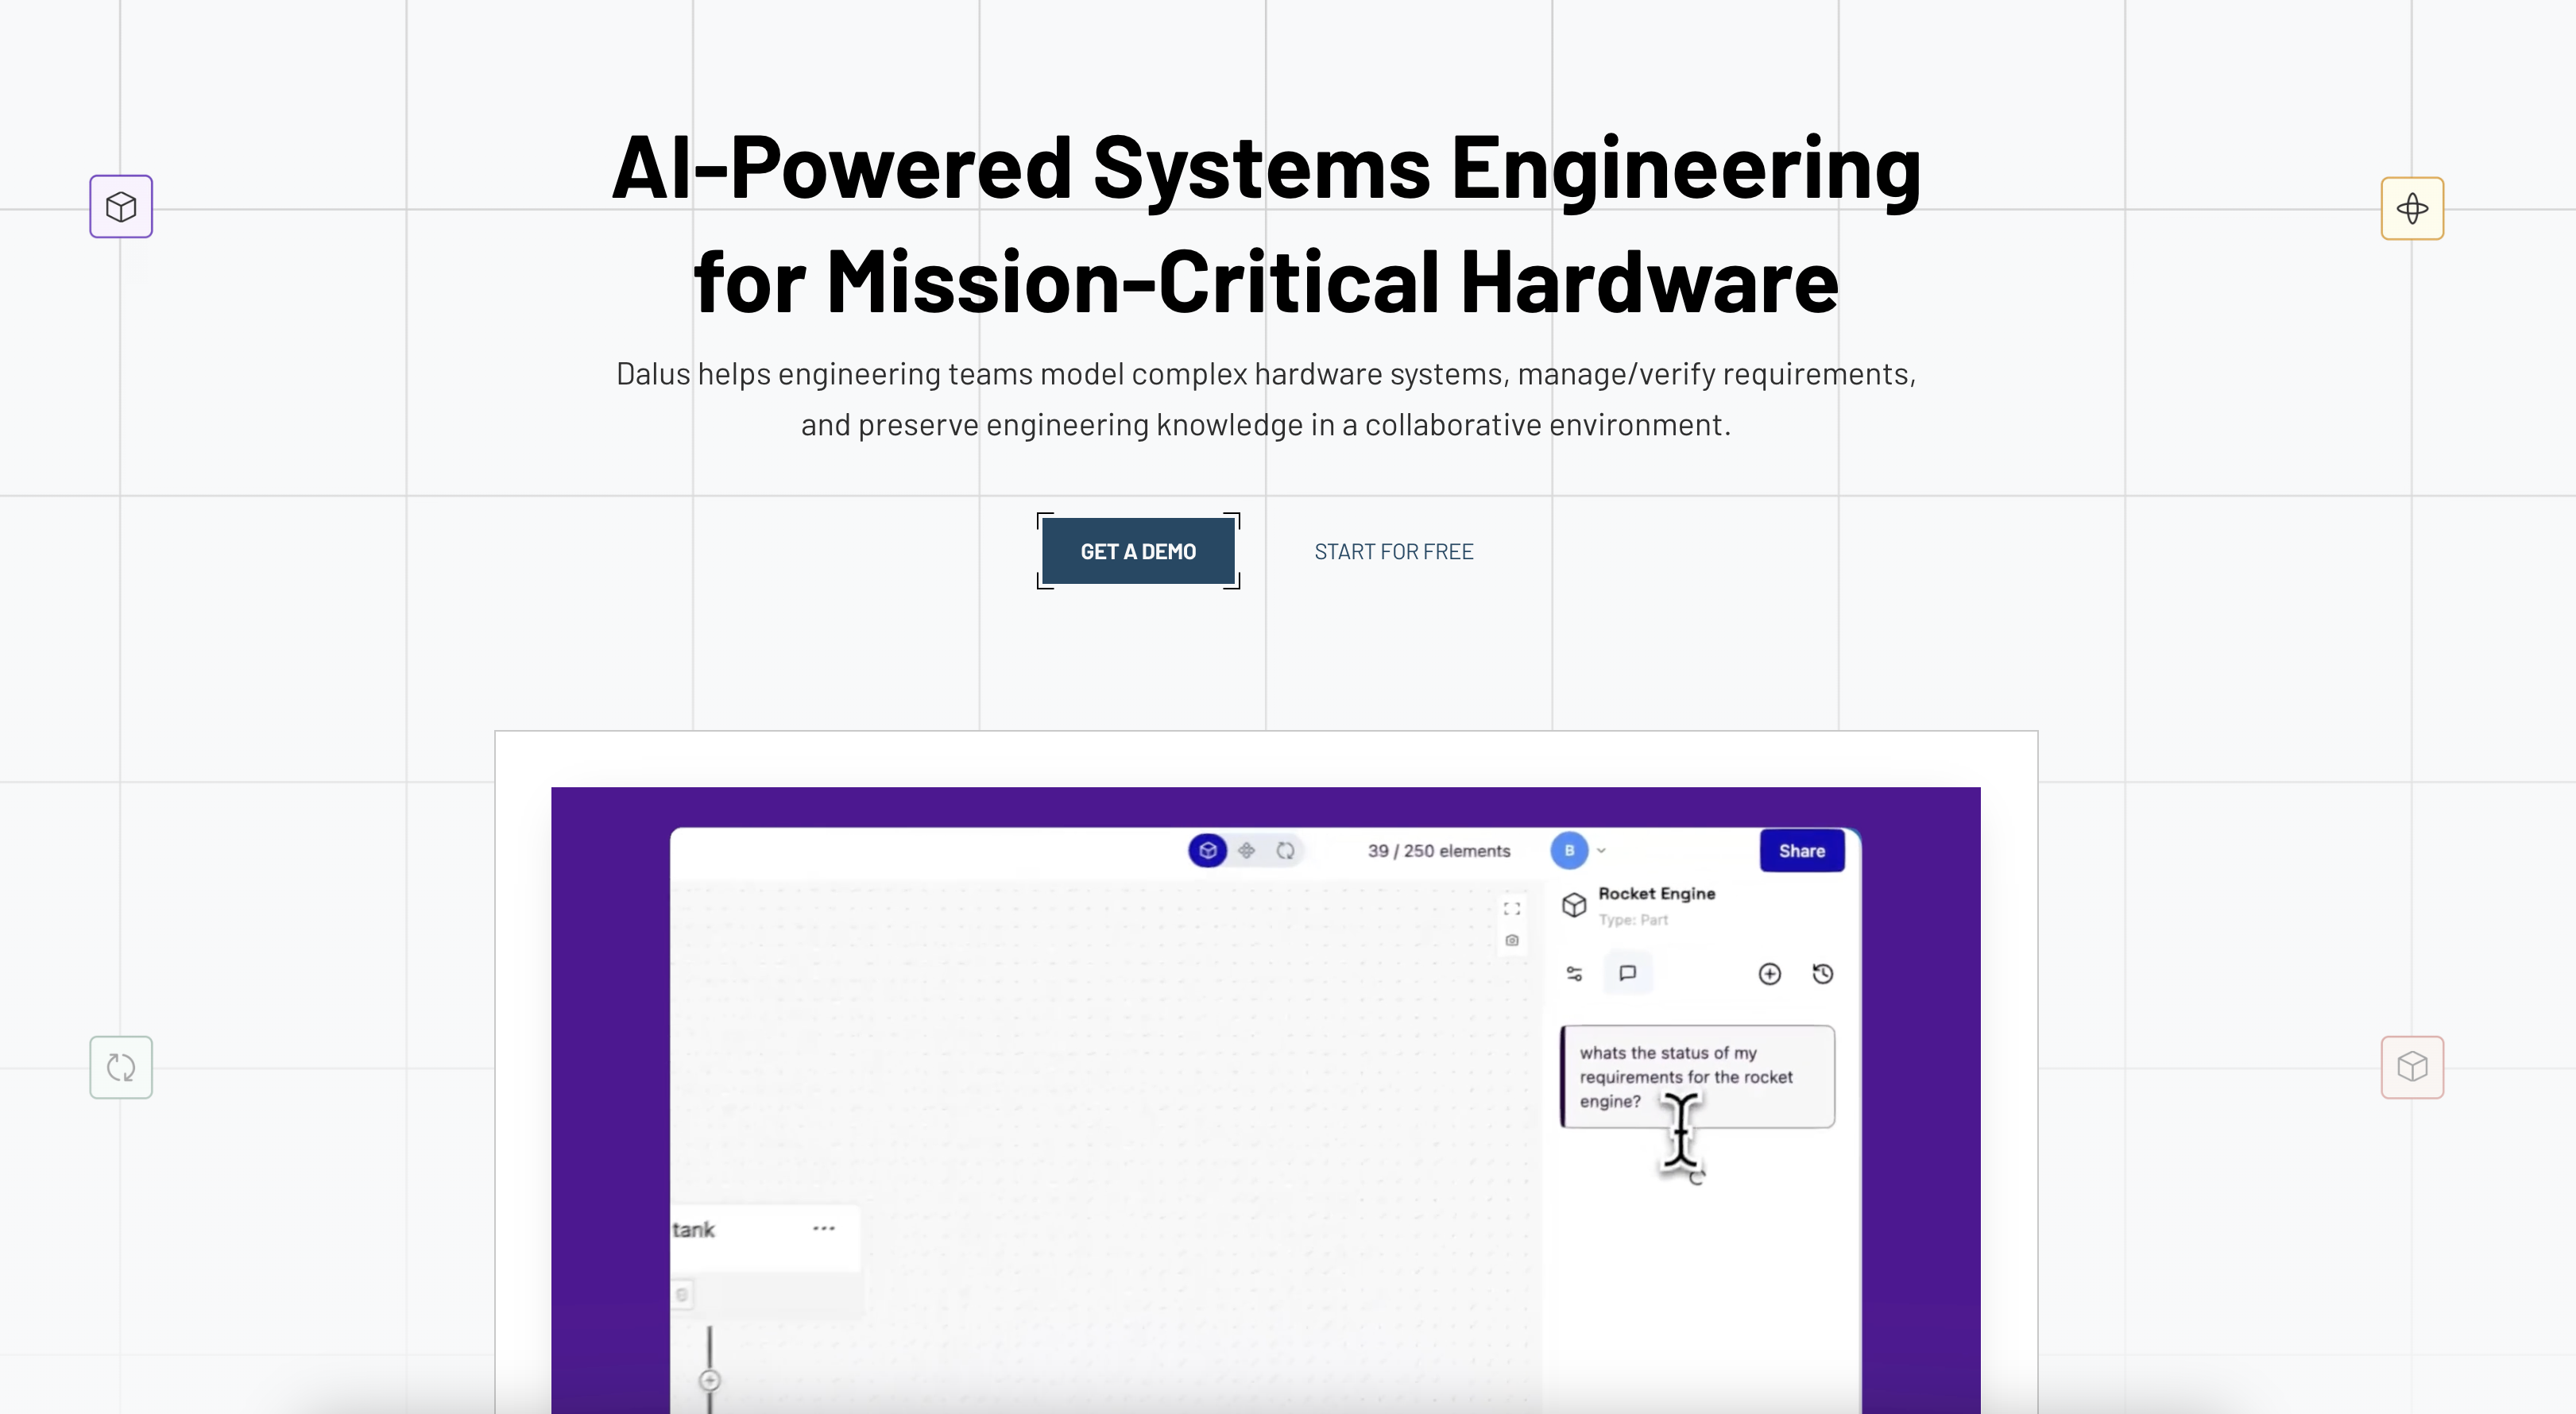 AI-Powered Systems Engineering
for Mission-Critical Hardware
Dalus helps engineering teams model complex hardware systems, manage/verify requirements,
and preserve engineering knowledge in a collaborative environment.
GET A DEMO
START FOR FREE
39 / 250 elements
B
Share
Rocket Engine
Type: Part
whats the status of my
requirements for the rocket
engine?
tank